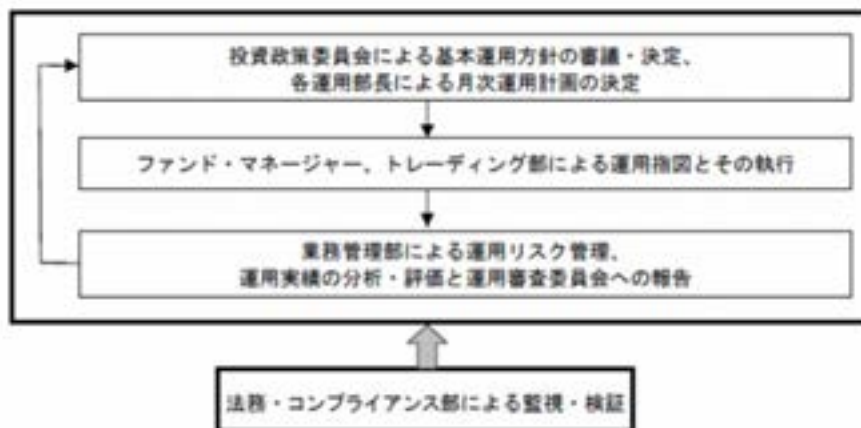 投資政策委員会による基本運用方針の審議・決定、
各運用部長による月次運用計画の決定
ファンド・マネージャー、トレーディング部による運用指図とその執行
業務管理部による運用リスク管理、
運用実績の分析・評価と運用審査委員会への報告
法務・コンプライアンス部による監視・検証